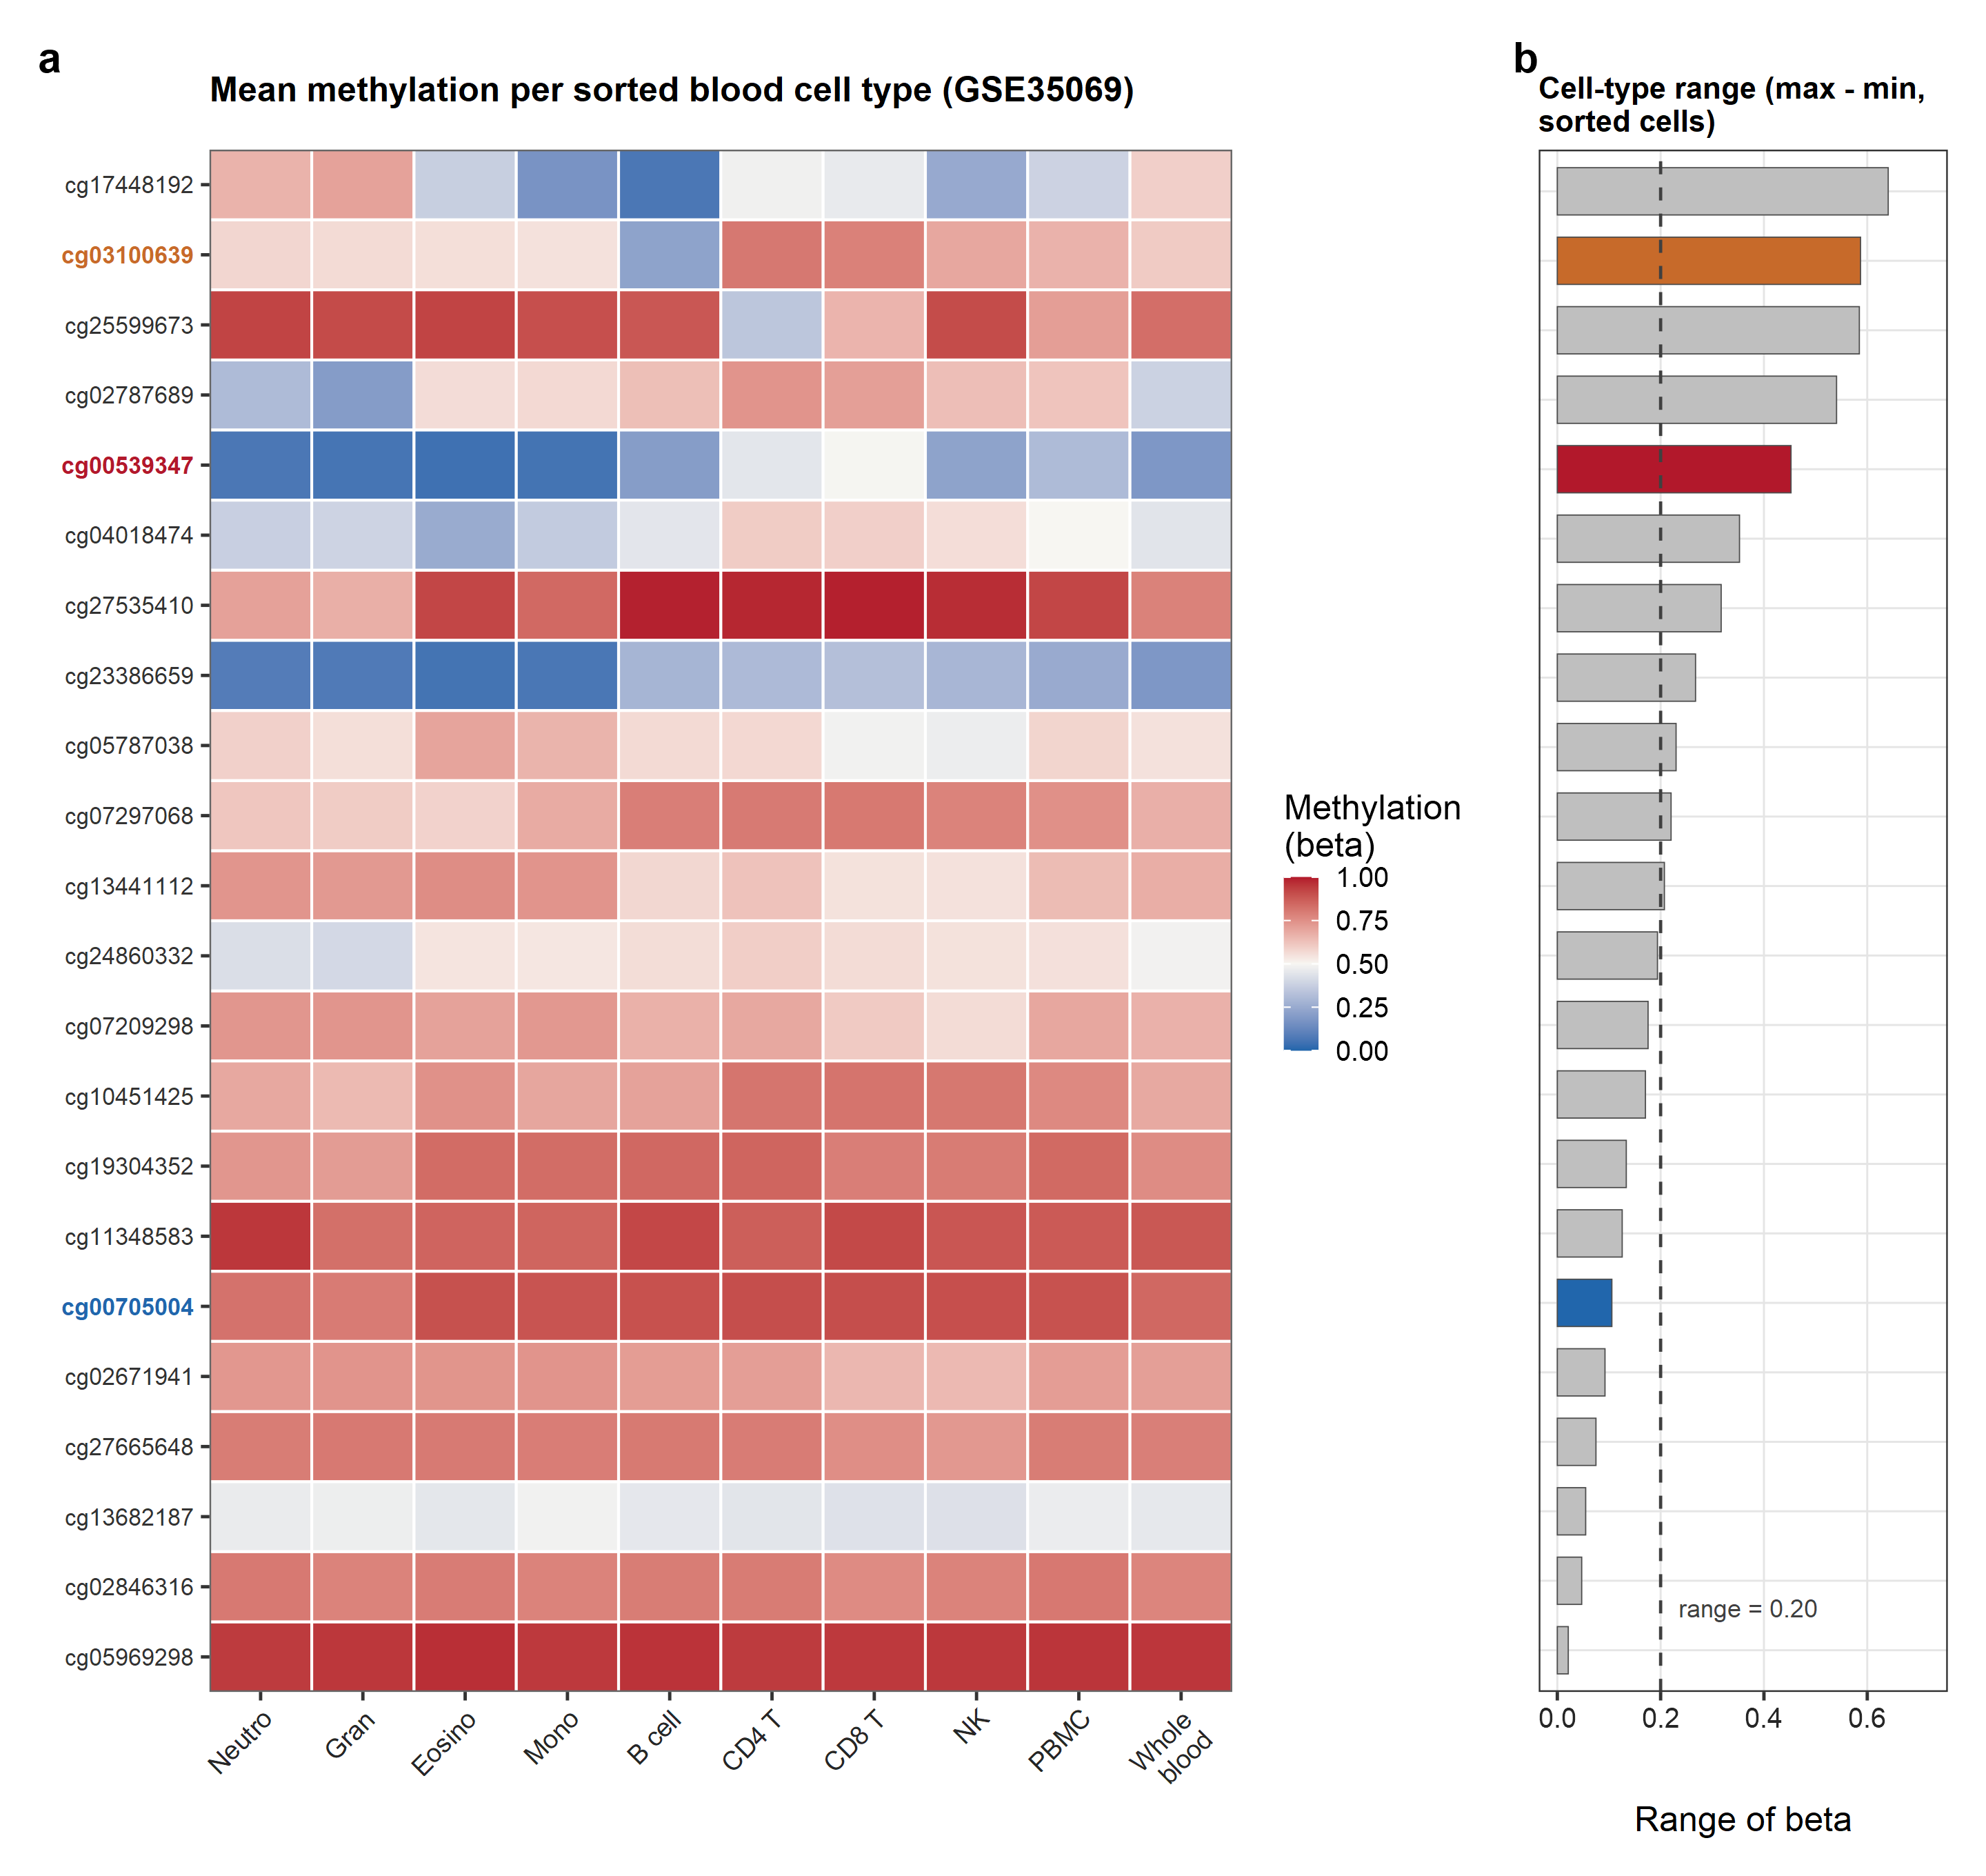 a
Mean methylation per sorted blood cell type (GSE35069)
cg17448192
cg03100639
cg25599673
cg02787689
cg00539347
cg04018474
cg27535410
cg23386659
cg05787038
cg07297068
cg13441112
cg24860332
cg07209298
cg10451425
cg19304352
cg11348583
cg00705004
cg02671941
cg27665648
cg13682187
cg02846316
cg05969298
Neutro
Gran
Eosino
Mono
B cell
CD4 T
CD8 T
NK
PBMC
Whole
blood
Methylation
(beta)
1.00
0.75
0.50
0.25
0.00
b
Cell-type range (max - min,
sorted cells)
range = 0.20
0.0 0.2 0.4 0.6
Range of beta